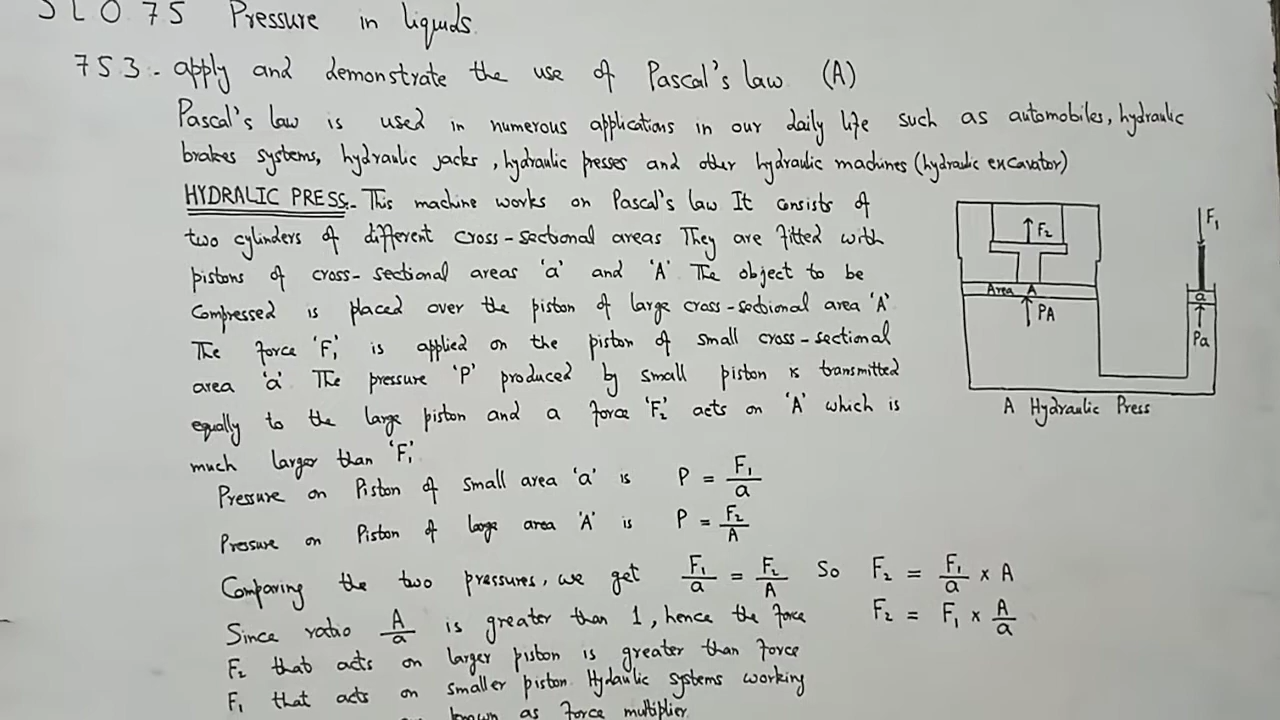 SLO 75 Pressure in liquids.
753:- apply and demonstrate the use of Pascal's law. (A)
Pascal's law is used in numerous applications in our daily life such as automobiles, hydraulic
brakes systems, hydraulic jacks, hydraulic presses and other hydraulic machines (hydraulic excavator)
HYDRALIC PRESS:- This machine works on Pascal's law It consists of
two cylinders of different cross-sectional areas They are fitted with
pistons of cross-sectional areas 'a' and 'A' The object to be
Compressed is placed over the piston of large cross-sectional area 'A'
The force 'F₁' is applied on the piston of small cross-sectional
area 'a' The pressure 'P' produced by small piston is transmitted
equally to the large piston and a force 'F₂' acts on 'A' which is
much larger than 'F₁'
Pressure on Piston of small area 'a' is P = F₁/a
Pressure on Piston of large area 'A' is P = F₂/A
Comparing the two pressures, we get F₁/a = F₂/A So F₂ = F₁/a × A
Since ratio A/a is greater than 1, hence the force F₂ = F₁ × A/a
F₂ that acts on larger piston is greater than force
F₁ that acts on smaller piston Hydaulic systems working
known as force multiplier.
F₂
F₁
Area A
a
PA
Pa
A Hydraulic Press